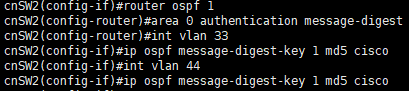 cnSW2(config-if)#router ospf 1
cnSW2(config-router)#area 0 authentication message-digest
cnSW2(config-router)#int vlan 33
cnSW2(config-if)#ip ospf message-digest-key 1 md5 cisco
cnSW2(config-if)#int vlan 44
cnSW2(config-if)#ip ospf message-digest-key 1 md5 cisco